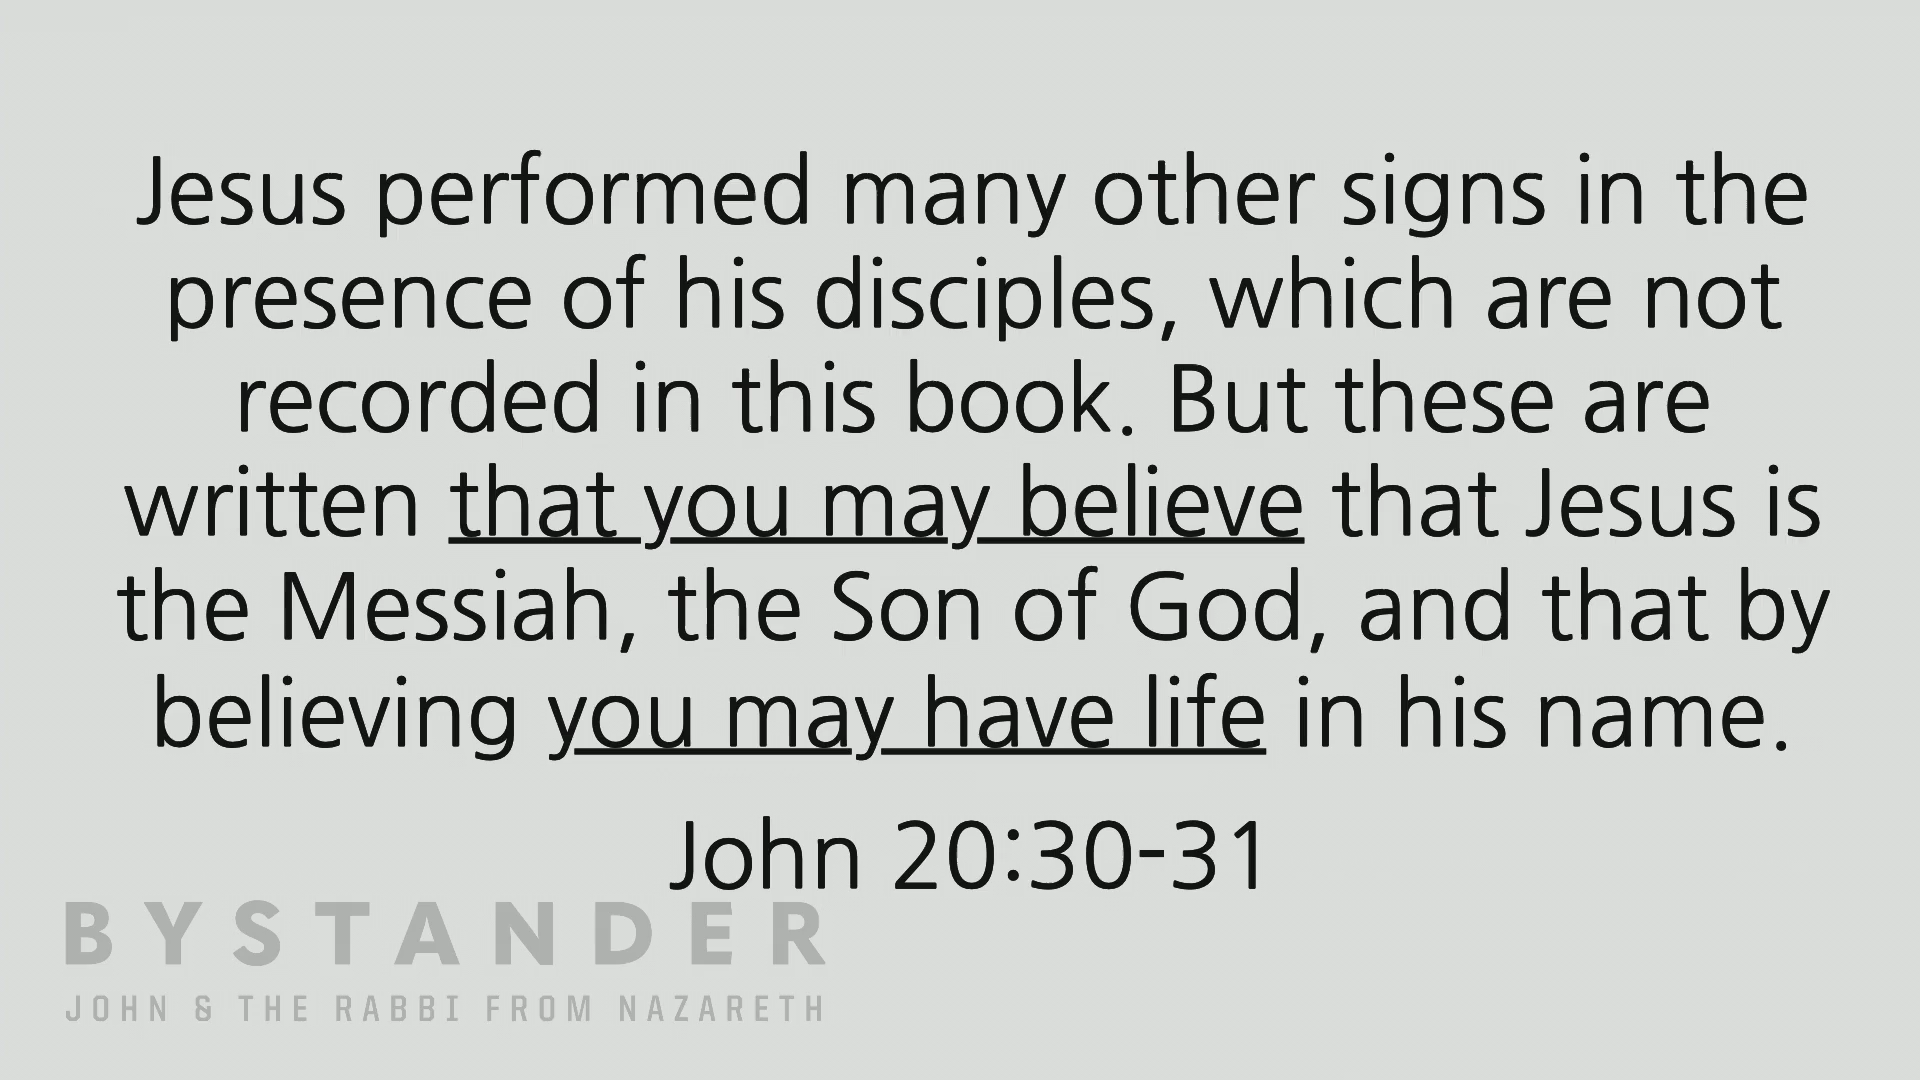 Jesus performed many other signs in the
presence of his disciples, which are not
recorded in this book. But these are
written that you may believe that Jesus is
the Messiah, the Son of God, and that by
believing you may have life in his name.
John 20:30-31
BYSTANDER
JOHN & THE RABBI FROM NAZARETH